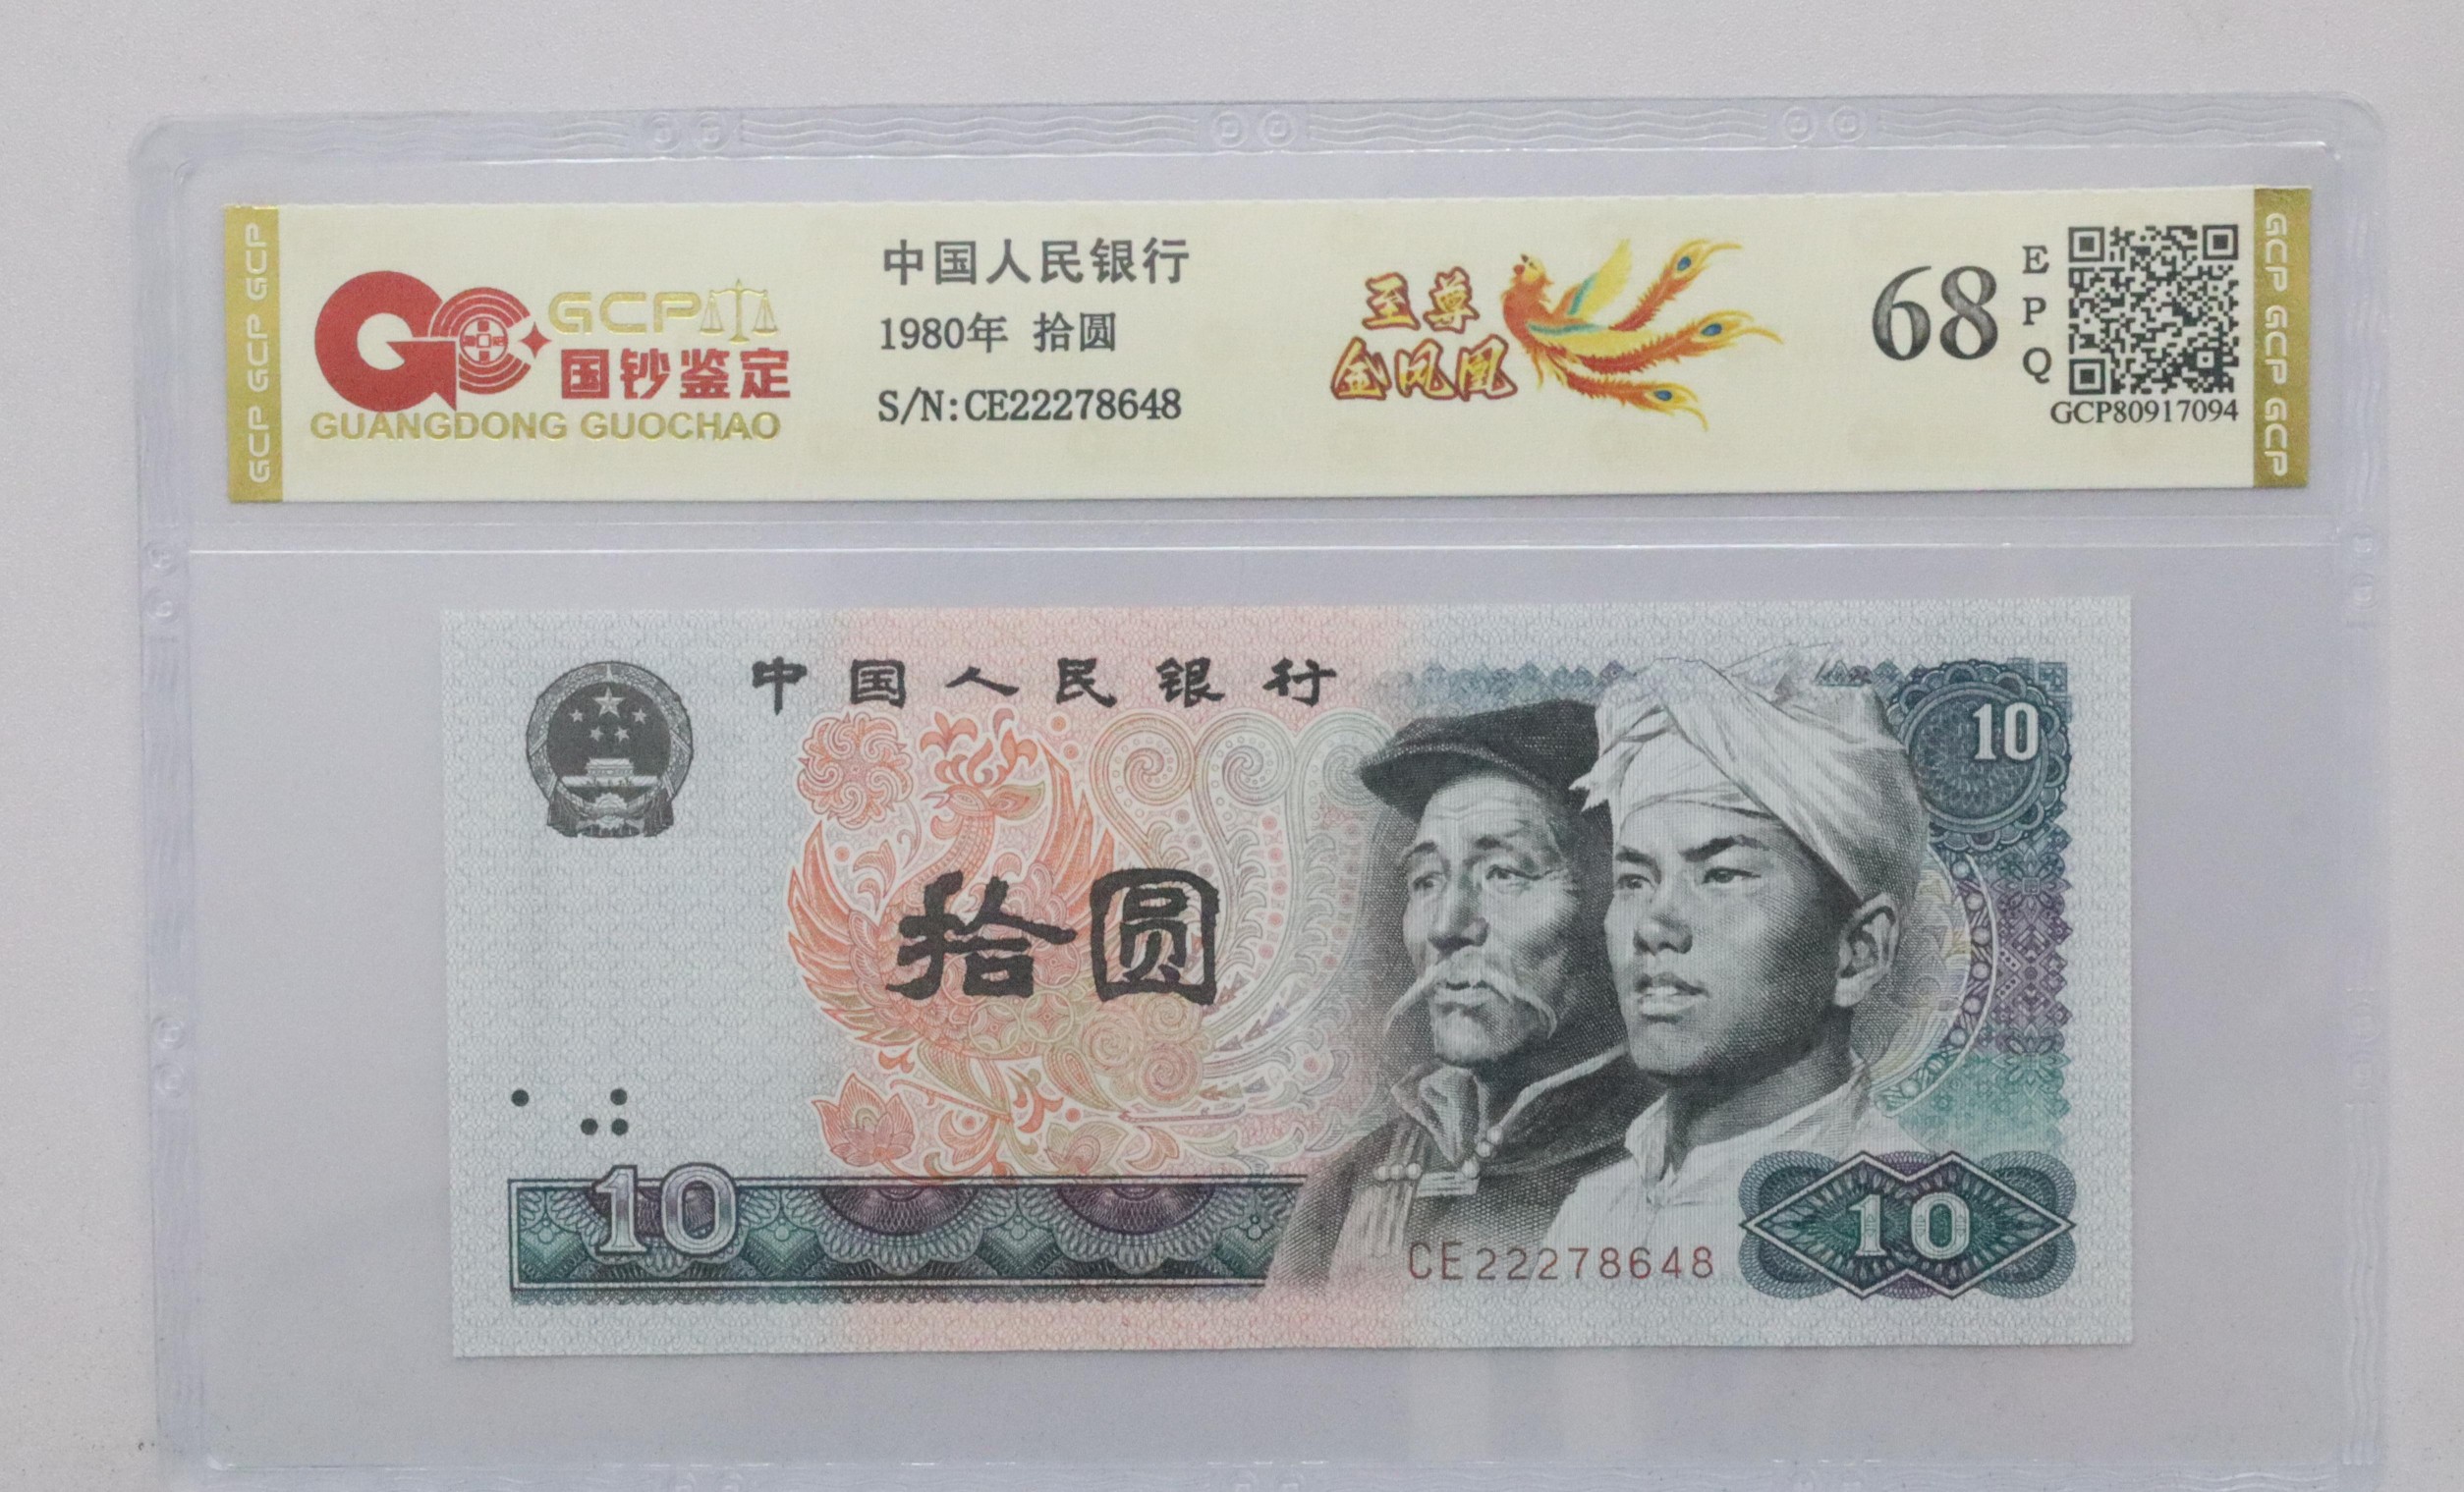 GCP GCP GCP
GCP
国钞鉴定
GUANGDONG GUOCHAO
中国人民银行
1980年 拾圆
S/N:CE22278648
至尊
金凤凰
68
E
P
Q
GCP80917094
GCP GCP GCP
中国人民银行
10
拾圆
10
CE22278648
10